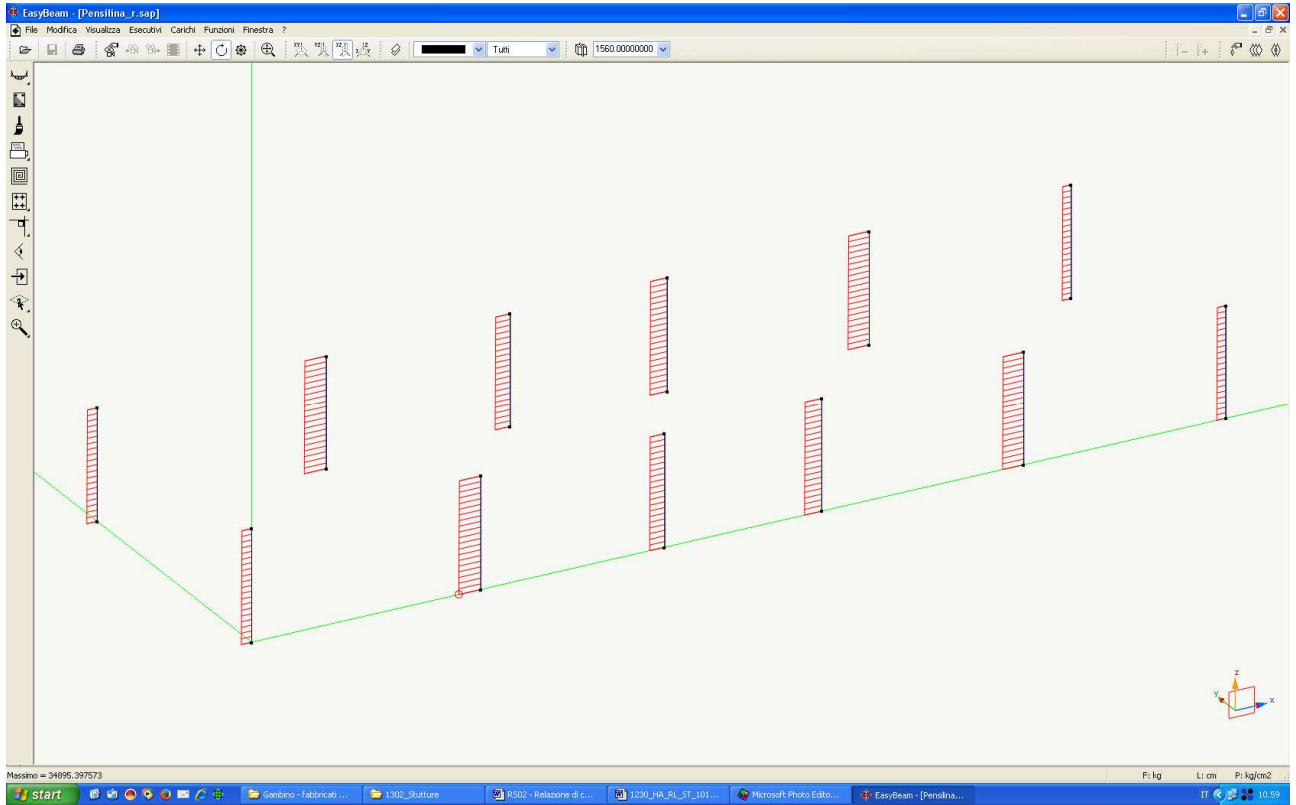 EasyBeam - [Pensilina_r.sap]
File Modifica Visualizza Esecutivi Carichi Funzioni Finestra ?
Tutti 1560.00000000
z
y
x
Massimo = 34895.397573 F: kg L: cm P: kg/cm2
start Gambino - fabbricati ... 1302_Stutture RS02 - Relazione di c... 1230_HA_RL_ST_101... Microsoft Photo Edito... EasyBeam - [Pensilina... IT 10.59